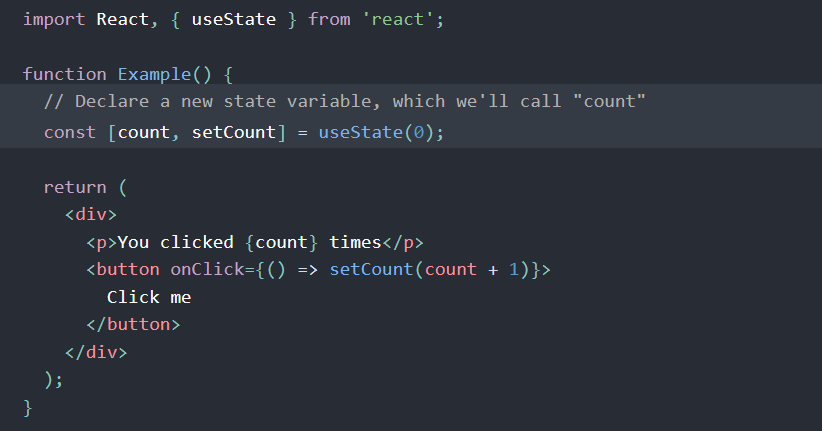 import React, { useState } from 'react';
function Example() {
// Declare a new state variable, which we'll call "count"
const [count, setCount] = useState(0);
return (
<div>
<p>You clicked {count} times</p>
<button onClick={() => setCount(count + 1)}>
Click me
</button>
</div>
);
}